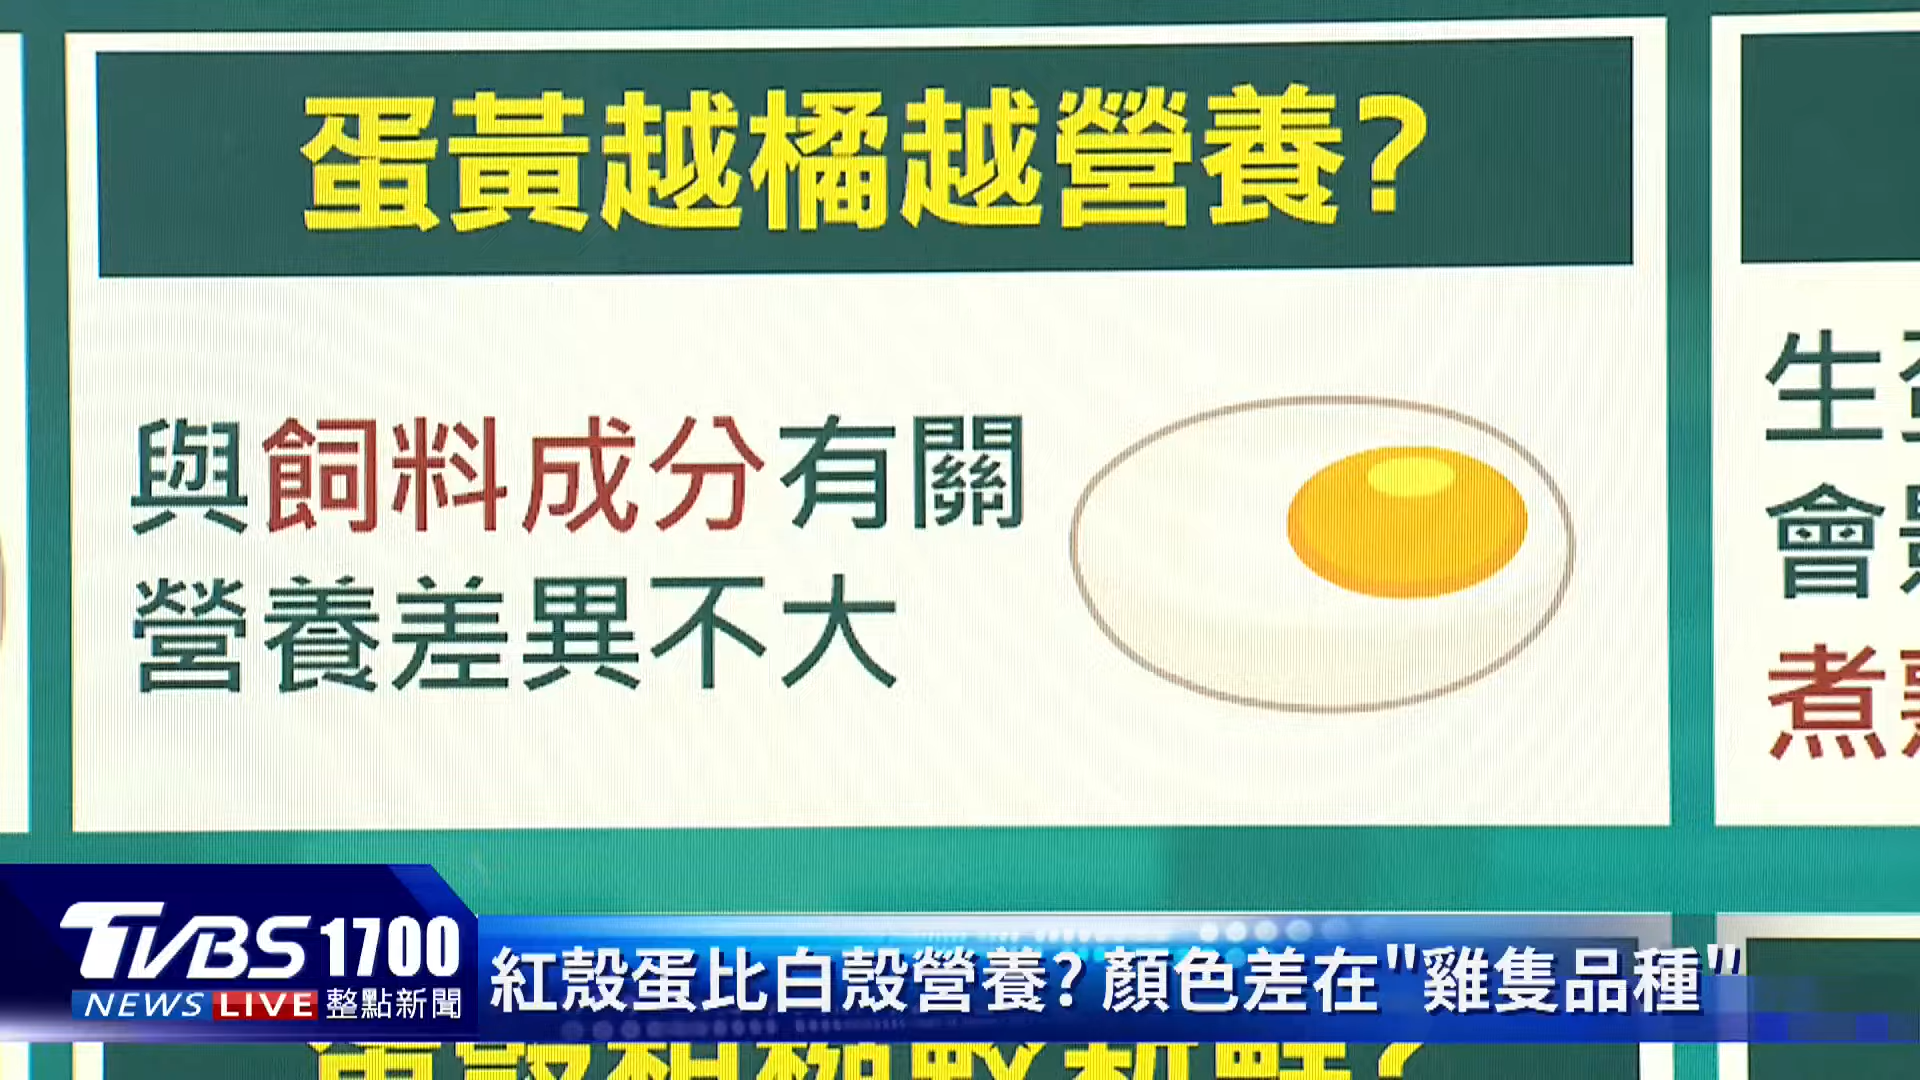 蛋黃越橘越營養?
與飼料成分有關
營養差異不大
生
會
煮
TVBS 1700
NEWS LIVE 整點新聞
紅殼蛋比白殼營養? 顏色差在"雞隻品種"